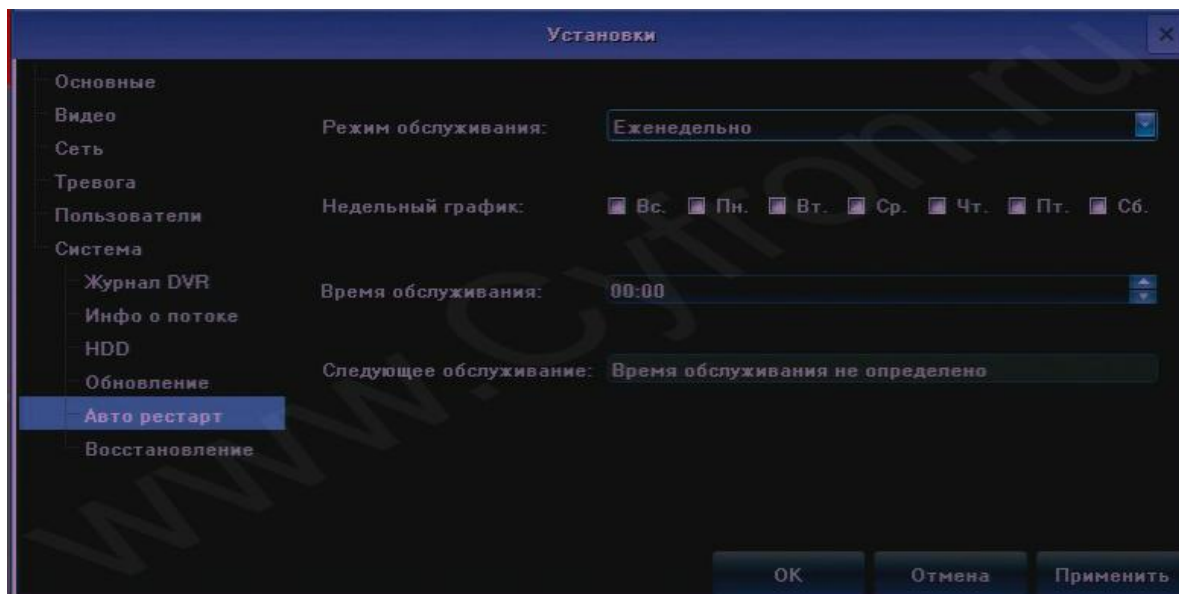 Установки
Основные
Видео
Сеть
Тревога
Пользователи
Система
Журнал DVR
Инфо о потоке
HDD
Обновление
Авто рестарт
Восстановление
Режим обслуживания: Еженедельно
Недельный график: Вс. Пн. Вт. Ср. Чт. Пт. Сб.
Время обслуживания: 00:00
Следующее обслуживание: Время обслуживания не определено
OK Отмена Применить
www.Cytron.ru